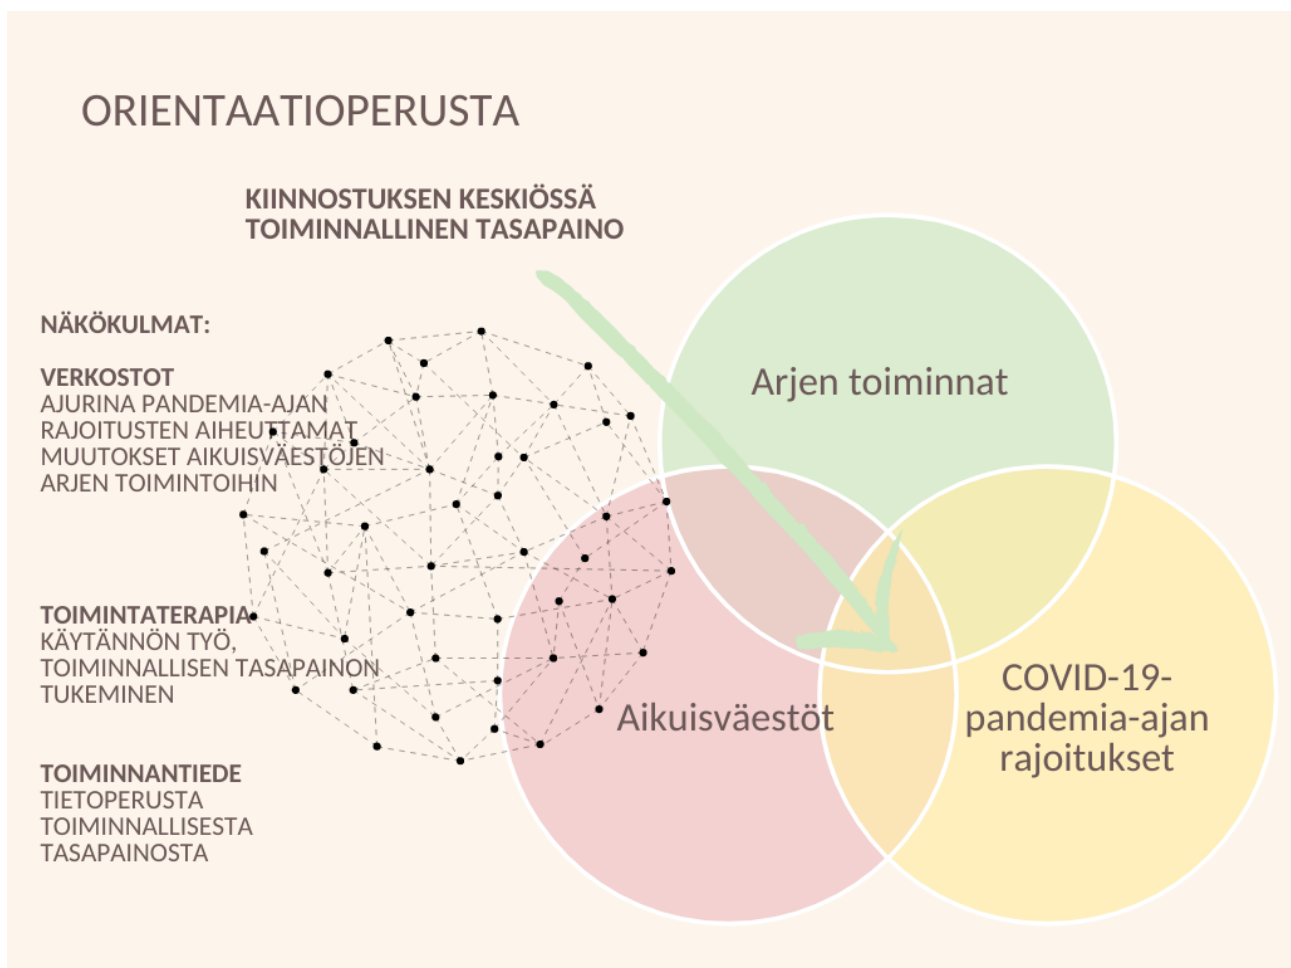 ORIENTAATIOPERUSTA
KIINNOSTUKSEN KESKIÖSSÄ
TOIMINNALLINEN TASAPAINO
NÄKÖKULMAT:
VERKOSTOT
AJURINA PANDEMIA-AJAN
RAJOITUSTEN AIHEUTTAMAT
MUUTOKSET AIKUISVÄESTÖJEN
ARJEN TOIMINTOIHIN
TOIMINTATERAPIA
KÄYTÄNNÖN TYÖ,
TOIMINNALLISEN TASAPAINON
TUKEMINEN
TOIMINNANTIEDE
TIETOPERUSTA
TOIMINNALLISESTA
TASAPAINOSTA
Arjen toiminnat
Aikuisväestöt
COVID-19-
pandemia-ajan
rajoitukset